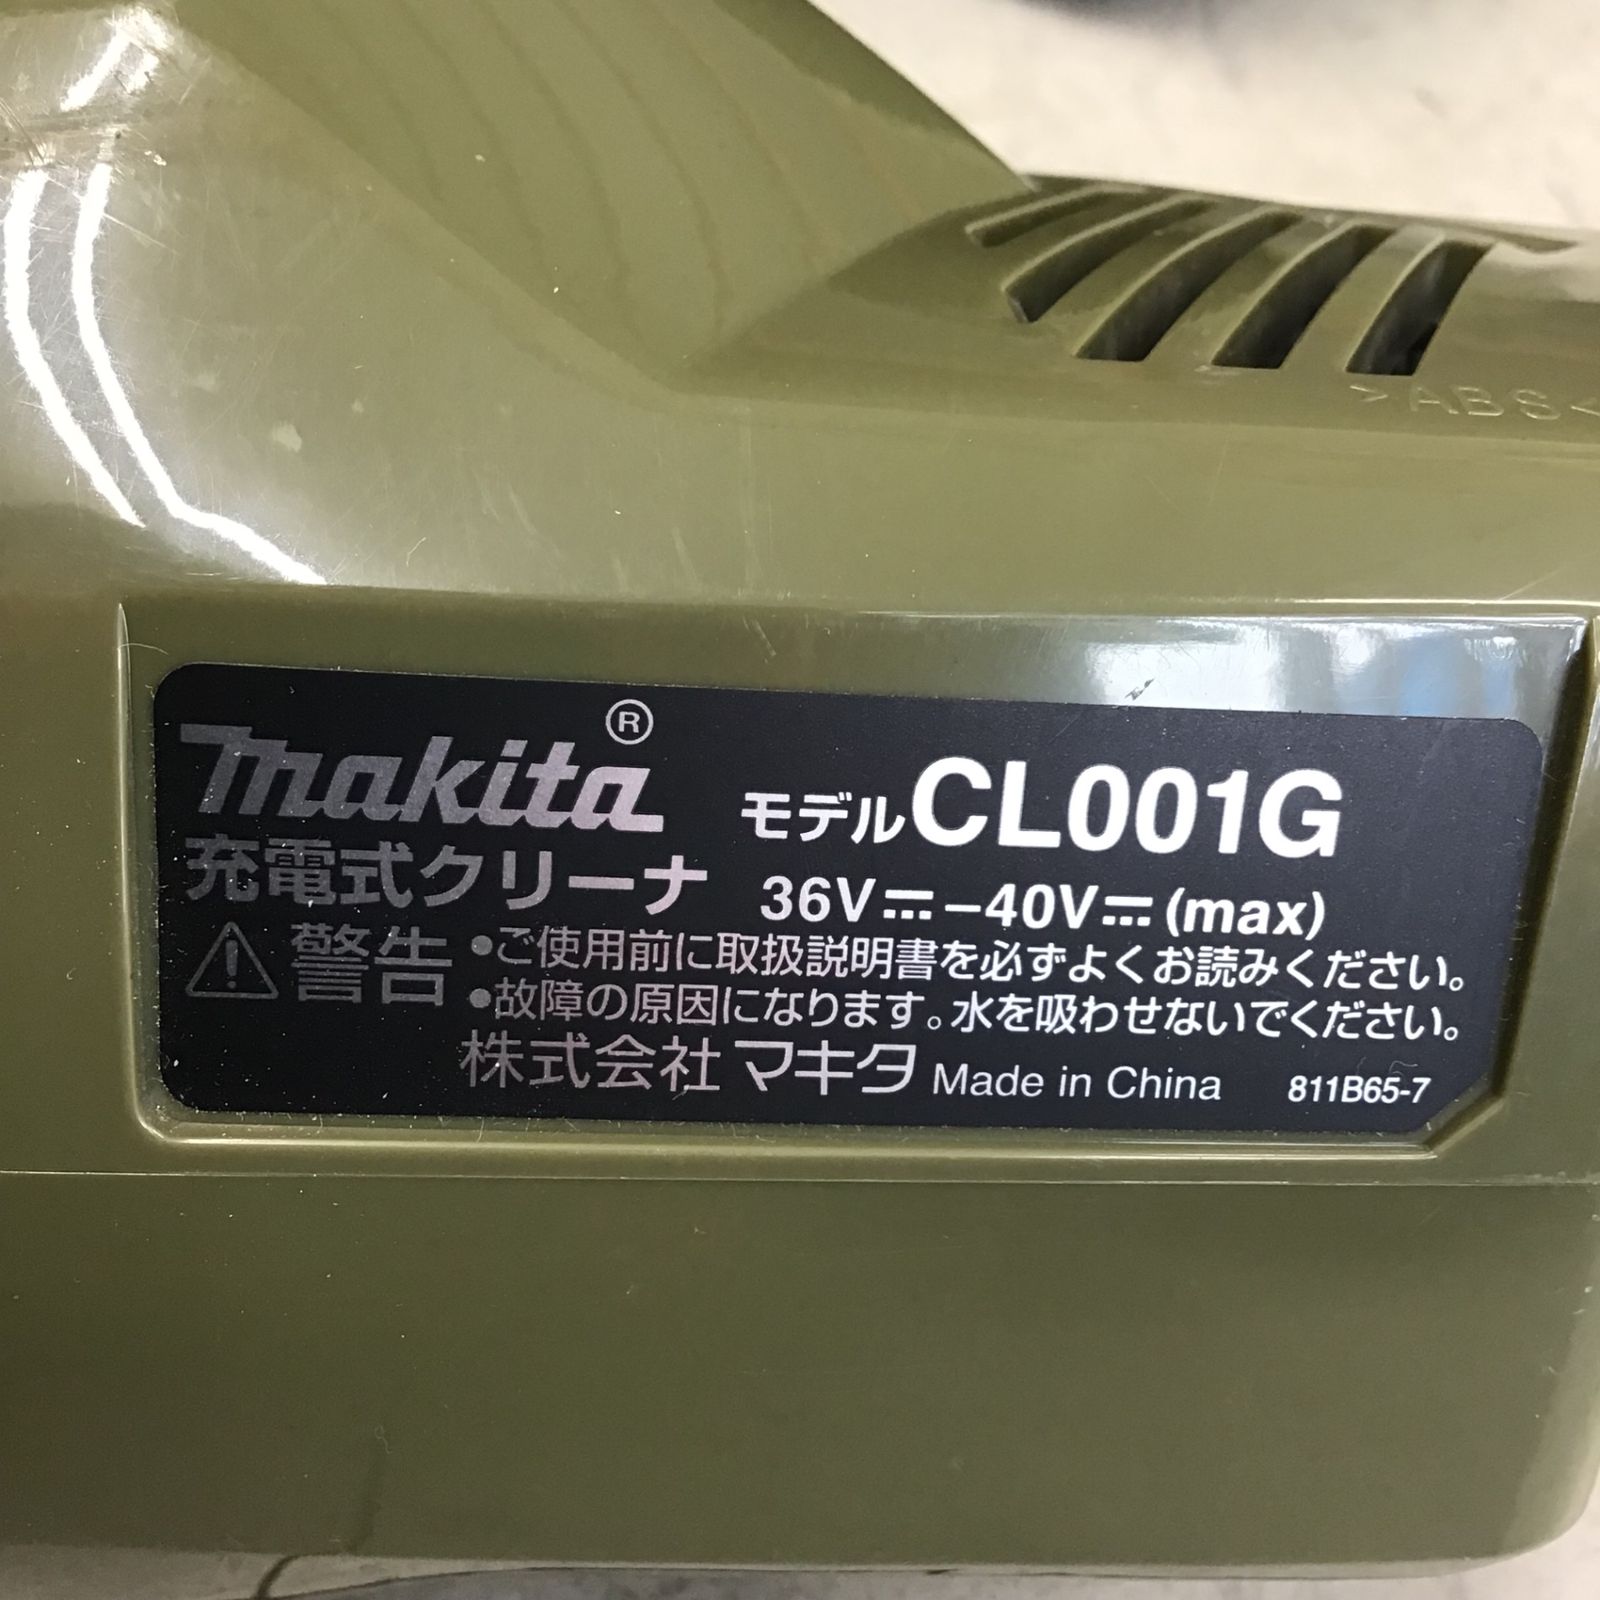 >ABS<
makita®
モデルCL001G
充電式クリーナ 36V⎓–40V⎓(max)
⚠警告 •ご使用前に取扱説明書を必ずよくお読みください。
•故障の原因になります。水を吸わせないでください。
株式会社マキタ Made in China 811B65-7